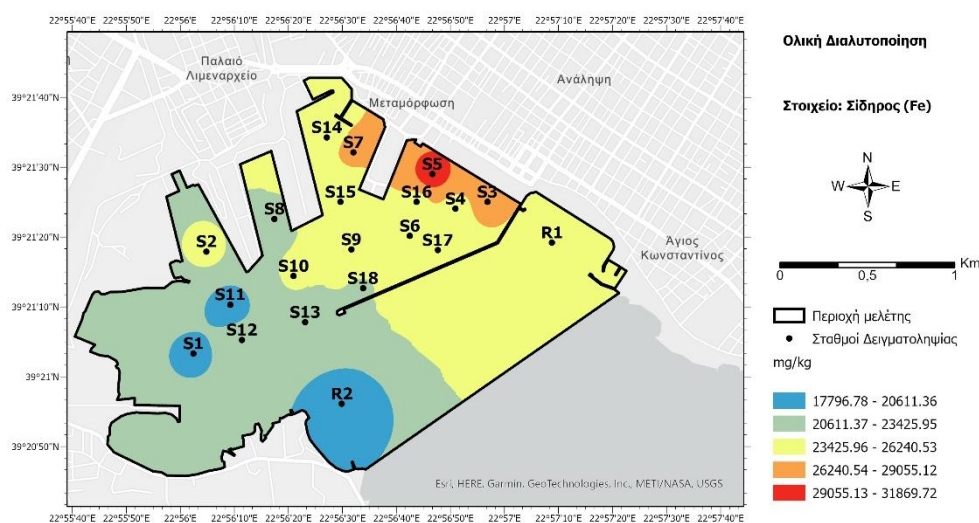 22°55'40"E 22°55'50"E 22°56'E 22°56'10"E 22°56'20"E 22°56'30"E 22°56'40"E 22°56'50"E 22°57'E 22°57'10"E 22°57'20"E 22°57'30"E 22°57'40"E
Παλαιό
Λιμεναρχείο
Ανάληψη
Μεταμόρφωση
39°21'40"N
S14
S7
39°21'30"N
S5
S15
S16
S4
S3
S8
39°21'20"N
S2
S6
S9
S17
R1
Άγιος
Κωνσταντίνος
S10
S18
39°21'10"N
S11
S13
S12
S1
39°21'N
R2
39°20'50"N
Esri, HERE, Garmin, GeoTechnologies, Inc., METI/NASA, USGS
22°55'40"E 22°55'50"E 22°56'E 22°56'10"E 22°56'20"E 22°56'30"E 22°56'40"E 22°56'50"E 22°57'E 22°57'10"E 22°57'20"E 22°57'30"E 22°57'40"E
Ολική Διαλυτοποίηση
Στοιχείο: Σίδηρος (Fe)
N
W E
S
Km
0 0,5 1
Περιοχή μελέτης
Σταθμοί Δειγματοληψίας
mg/kg
17796.78 - 20611.36
20611.37 - 23425.95
23425.96 - 26240.53
26240.54 - 29055.12
29055.13 - 31869.72